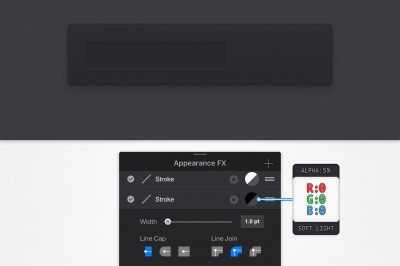 Appearance FX
Stroke
ALPHA:5%
Stroke
R:0
G:0
B:0
Width
1.0 pt
SOFT LIGHT
Line Cap
Line Join